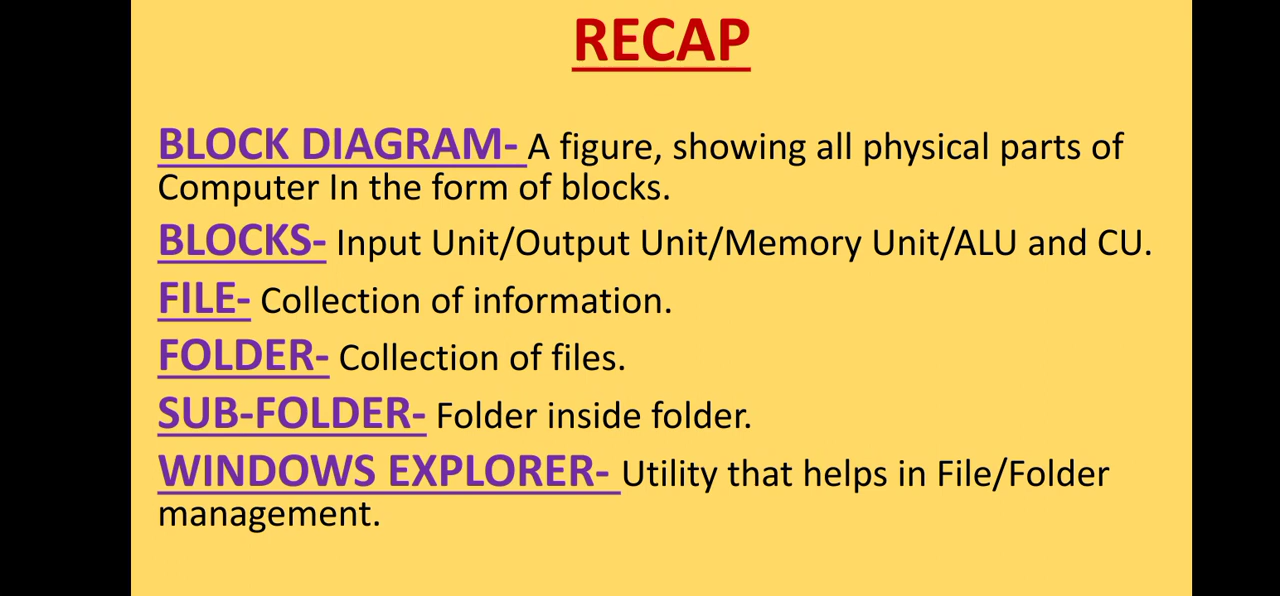 RECAP
BLOCK DIAGRAM- A figure, showing all physical parts of
Computer In the form of blocks.
BLOCKS- Input Unit/Output Unit/Memory Unit/ALU and CU.
FILE- Collection of information.
FOLDER- Collection of files.
SUB-FOLDER- Folder inside folder.
WINDOWS EXPLORER- Utility that helps in File/Folder
management.